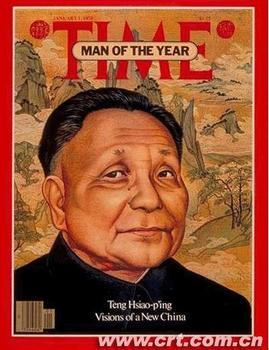 MAN OF THE YEAR
TIME
Teng Hsiao-p'ing
Visions of a New China
www.crt.com.cn